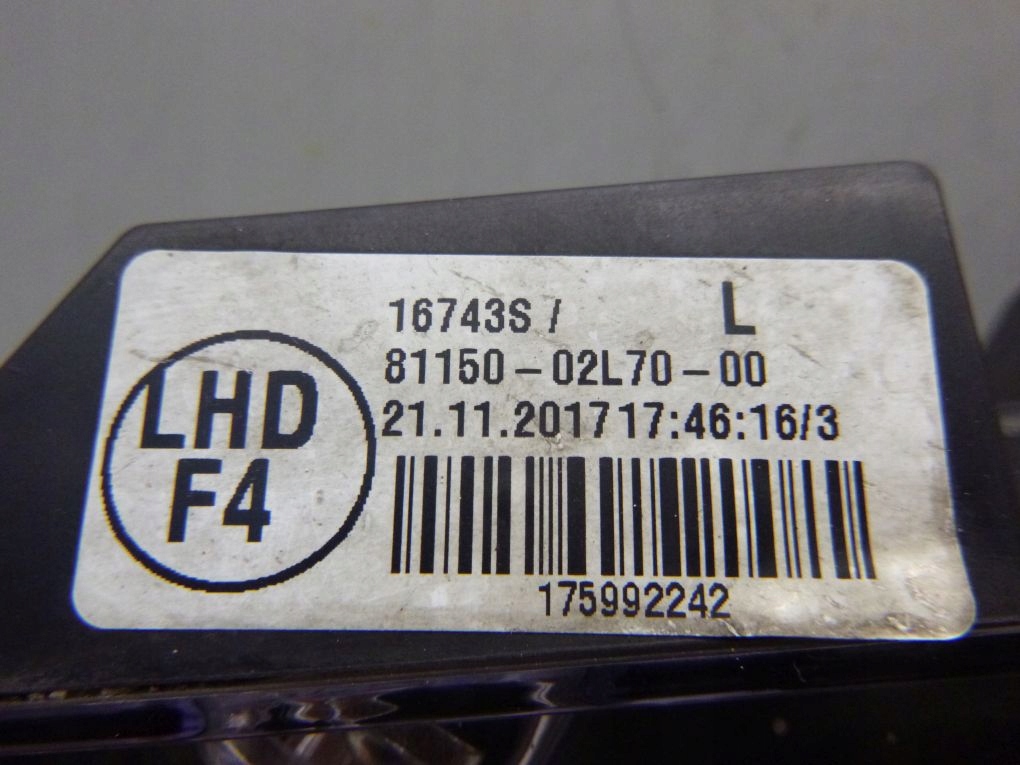 16743S / L
81150-02L70-00
21.11.2017 17:46:16/3
LHD
F4
175992242